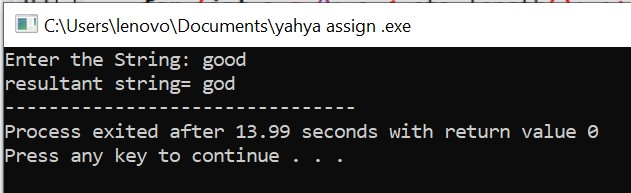 C:\Users\lenovo\Documents\yahya assign .exe
Enter the String: good
resultant string= god
--------------------------------
Process exited after 13.99 seconds with return value 0
Press any key to continue . . .